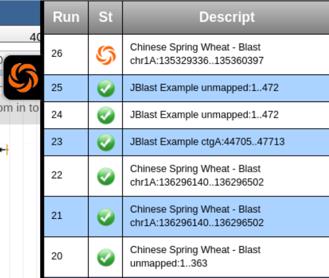 40
om in to
Run St Descript
26 Chinese Spring Wheat - Blast
chr1A:135329336..135360397
25 JBlast Example unmapped:1..472
24 JBlast Example unmapped:1..472
23 JBlast Example ctgA:44705..47713
22 Chinese Spring Wheat - Blast
chr1A:136296140..136296502
21 Chinese Spring Wheat - Blast
chr1A:136296140..136296502
20 Chinese Spring Wheat - Blast
unmapped:1..363